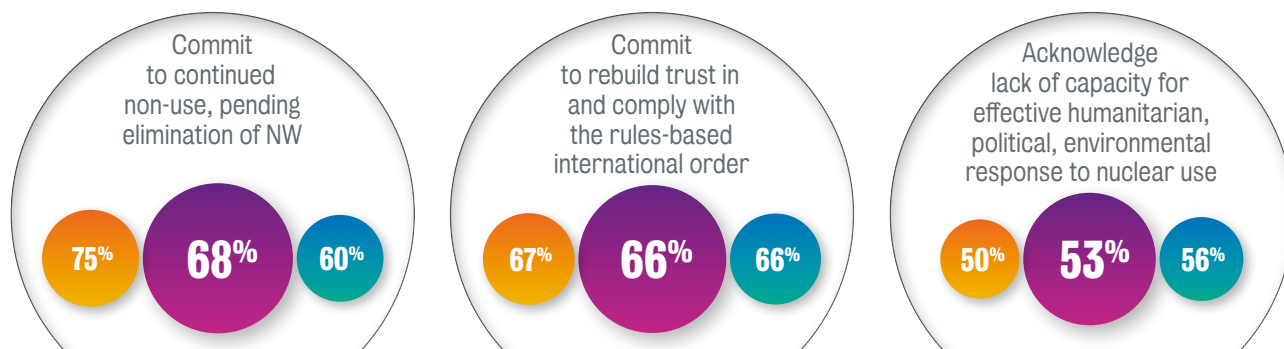 Commit
to continued
non-use, pending
elimination of NW
75%
68%
60%
Commit
to rebuild trust in
and comply with
the rules-based
international order
67%
66%
66%
Acknowledge
lack of capacity for
effective humanitarian,
political, environmental
response to nuclear use
50%
53%
56%